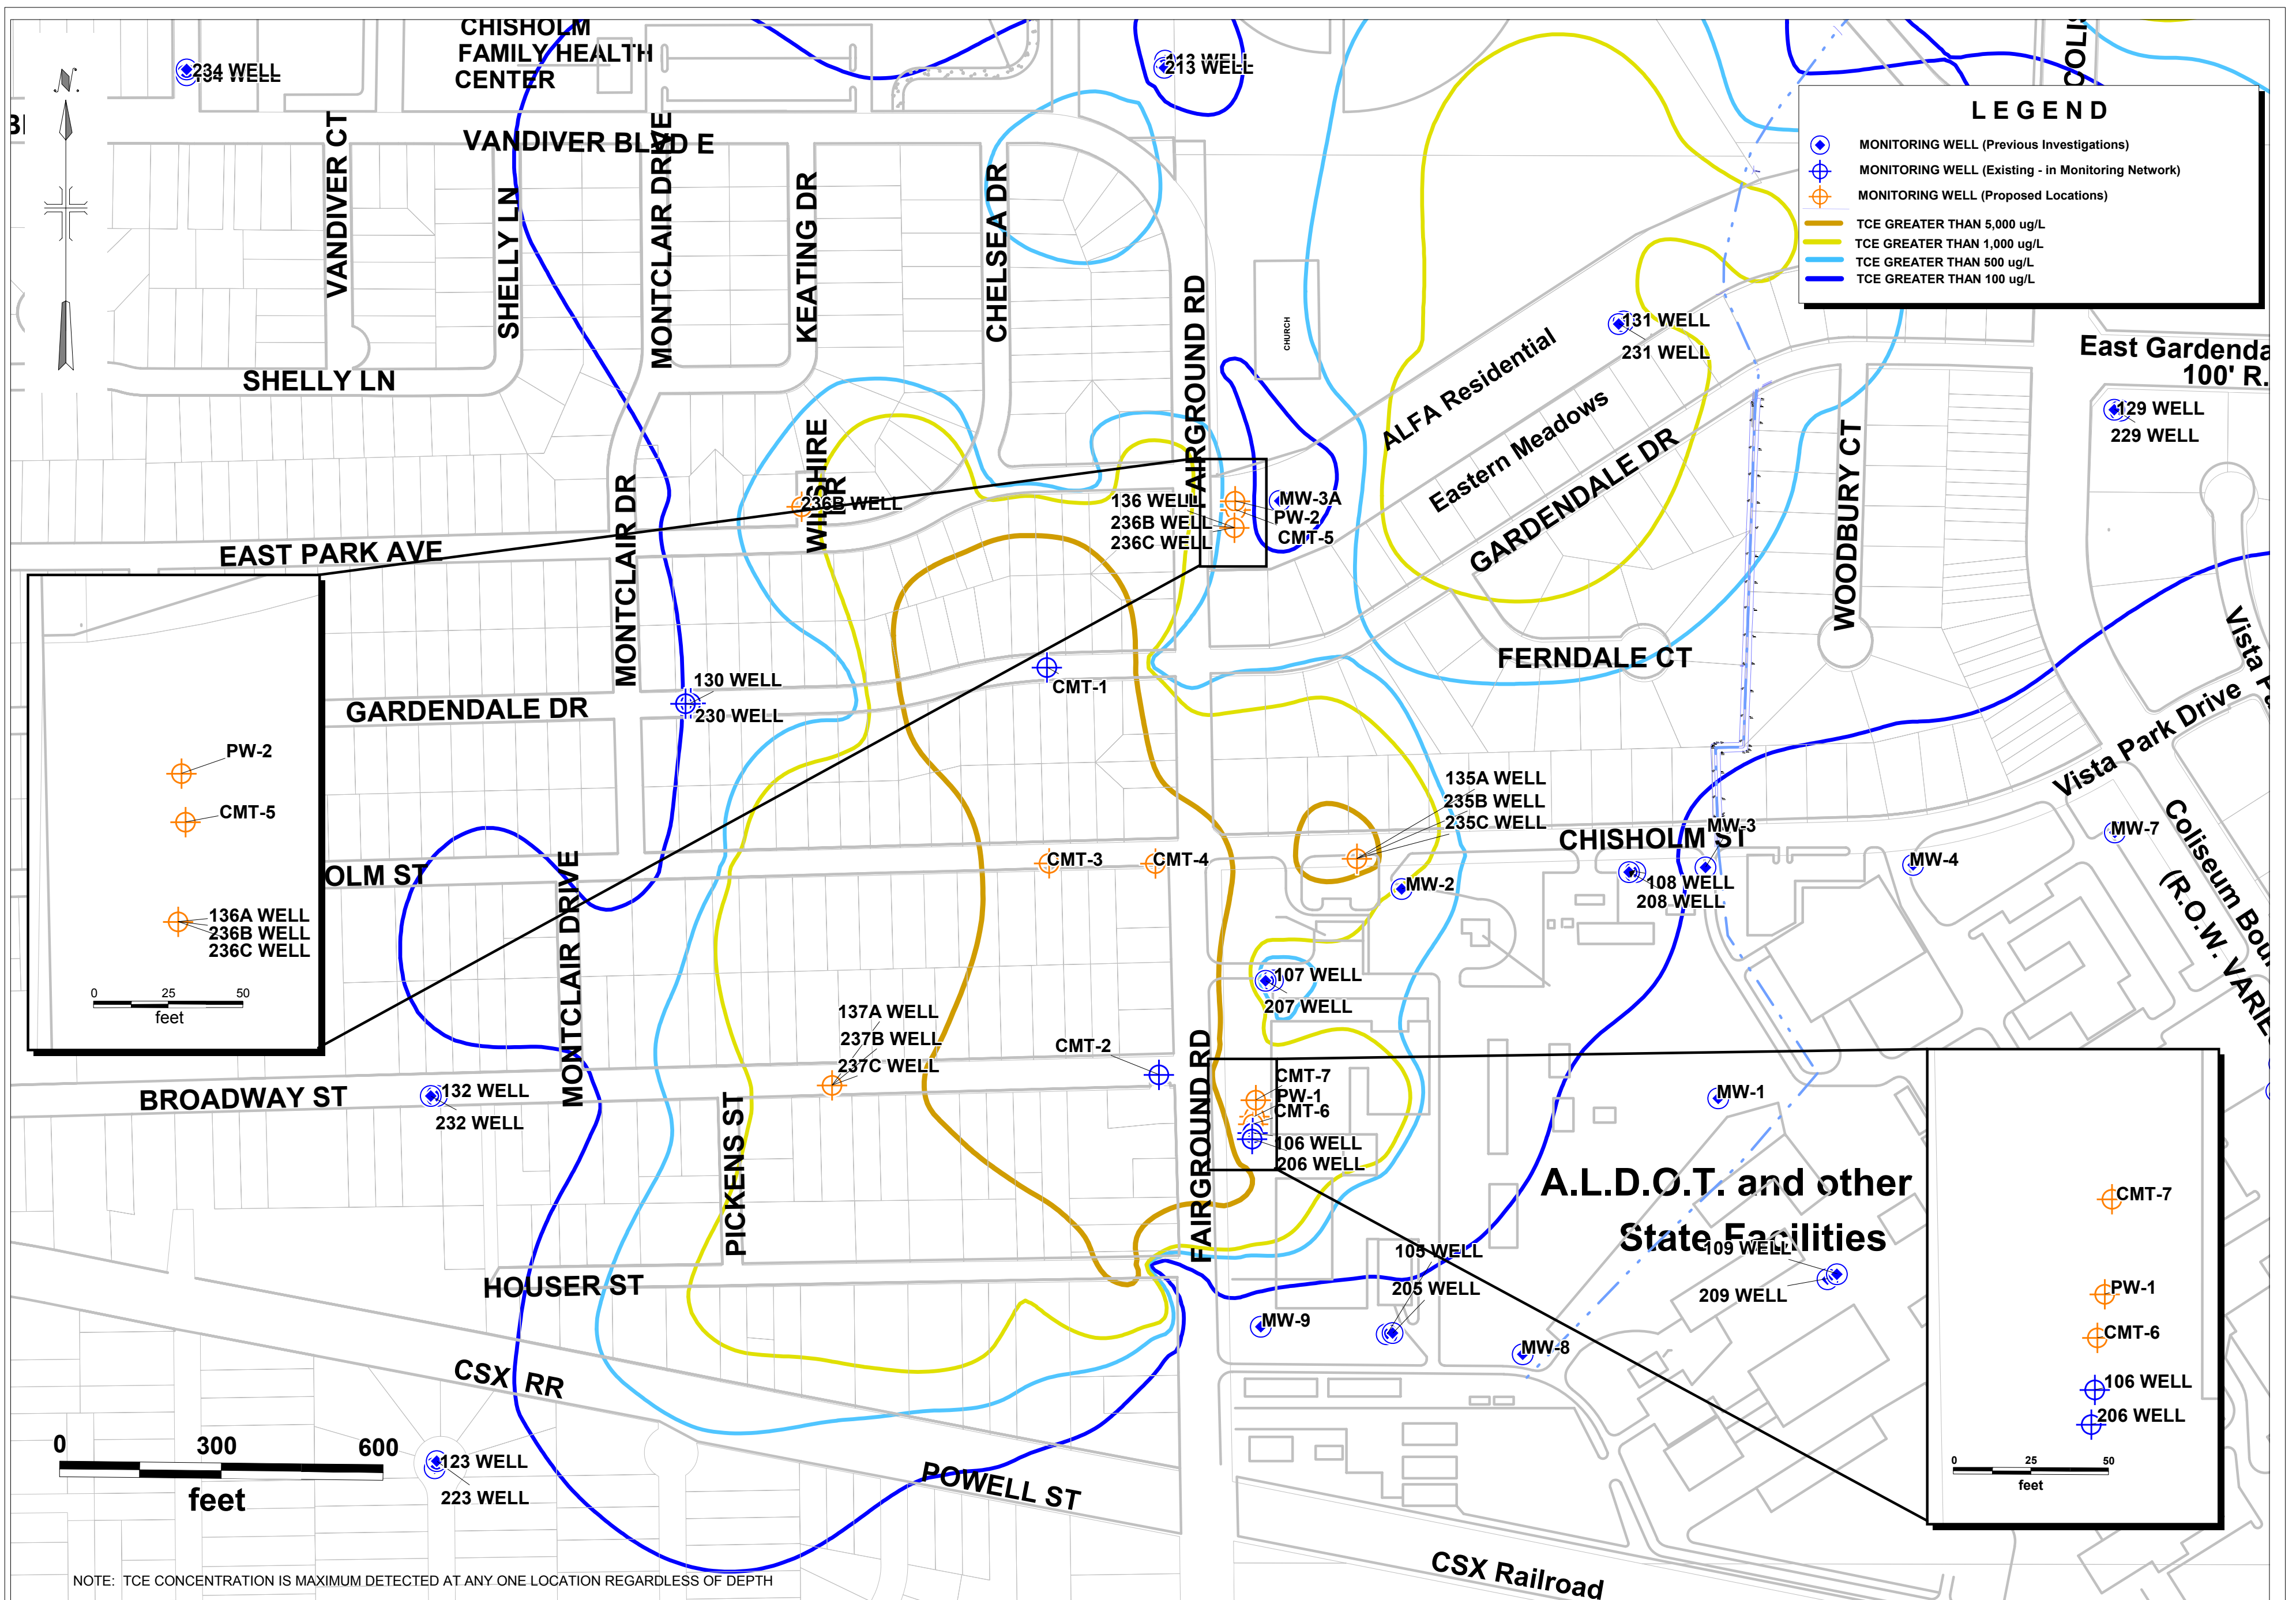 CHISHOLM
FAMILY HEALTH
CENTER
234 WELL
213 WELL
N.
VANDIVER BLVD E
VANDIVER CT
SHELLY LN
MONTCLAIR DRIVE
KEATING DR
CHELSEA DR
FAIRGROUND RD
CHURCH
LEGEND
MONITORING WELL (Previous Investigations)
MONITORING WELL (Existing - in Monitoring Network)
MONITORING WELL (Proposed Locations)
TCE GREATER THAN 5,000 ug/L
TCE GREATER THAN 1,000 ug/L
TCE GREATER THAN 500 ug/L
TCE GREATER THAN 100 ug/L
131 WELL
231 WELL
East Gardenda
100' R.
129 WELL
229 WELL
SHELLY LN
ALFA Residential
Eastern Meadows
GARDENDALE DR
WOODBURY CT
WILSHIRE
DR
236B WELL
MONTCLAIR DR
EAST PARK AVE
136 WELL
236B WELL
236C WELL
MW-3A
PW-2
CMT-5
FERNDALE CT
130 WELL
230 WELL
GARDENDALE DR
CMT-1
Vista Pa
Vista Park Drive
PW-2
CMT-5
136A WELL
236B WELL
236C WELL
0 25 50
feet
135A WELL
235B WELL
235C WELL
CHISHOLM ST
MW-3
MW-7
MW-4
Coliseum Bou
(R.O.W. VARIE
OLM ST
CMT-3
CMT-4
MW-2
108 WELL
208 WELL
MONTCLAIR DRIVE
107 WELL
207 WELL
137A WELL
237B WELL
237C WELL
CMT-2
FAIRGROUND RD
CMT-7
PW-1
CMT-6
106 WELL
206 WELL
BROADWAY ST
132 WELL
232 WELL
PICKENS ST
MW-1
A.L.D.O.T. and other
State Facilities
105 WELL
205 WELL
109 WELL
209 WELL
HOUSER ST
MW-9
MW-8
CMT-7
PW-1
CMT-6
106 WELL
206 WELL
0 25 50
feet
CSX RR
0 300 600
feet
123 WELL
223 WELL
POWELL ST
CSX Railroad
NOTE: TCE CONCENTRATION IS MAXIMUM DETECTED AT ANY ONE LOCATION REGARDLESS OF DEPTH